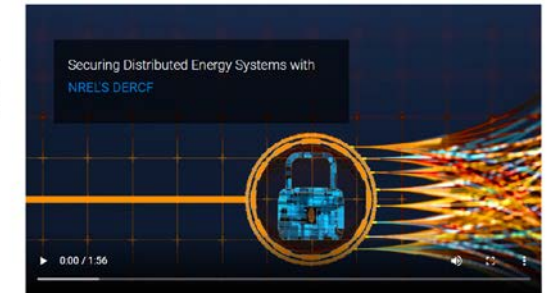 Securing Distributed Energy Systems with
NREL'S DERCF
0:00 / 1:56